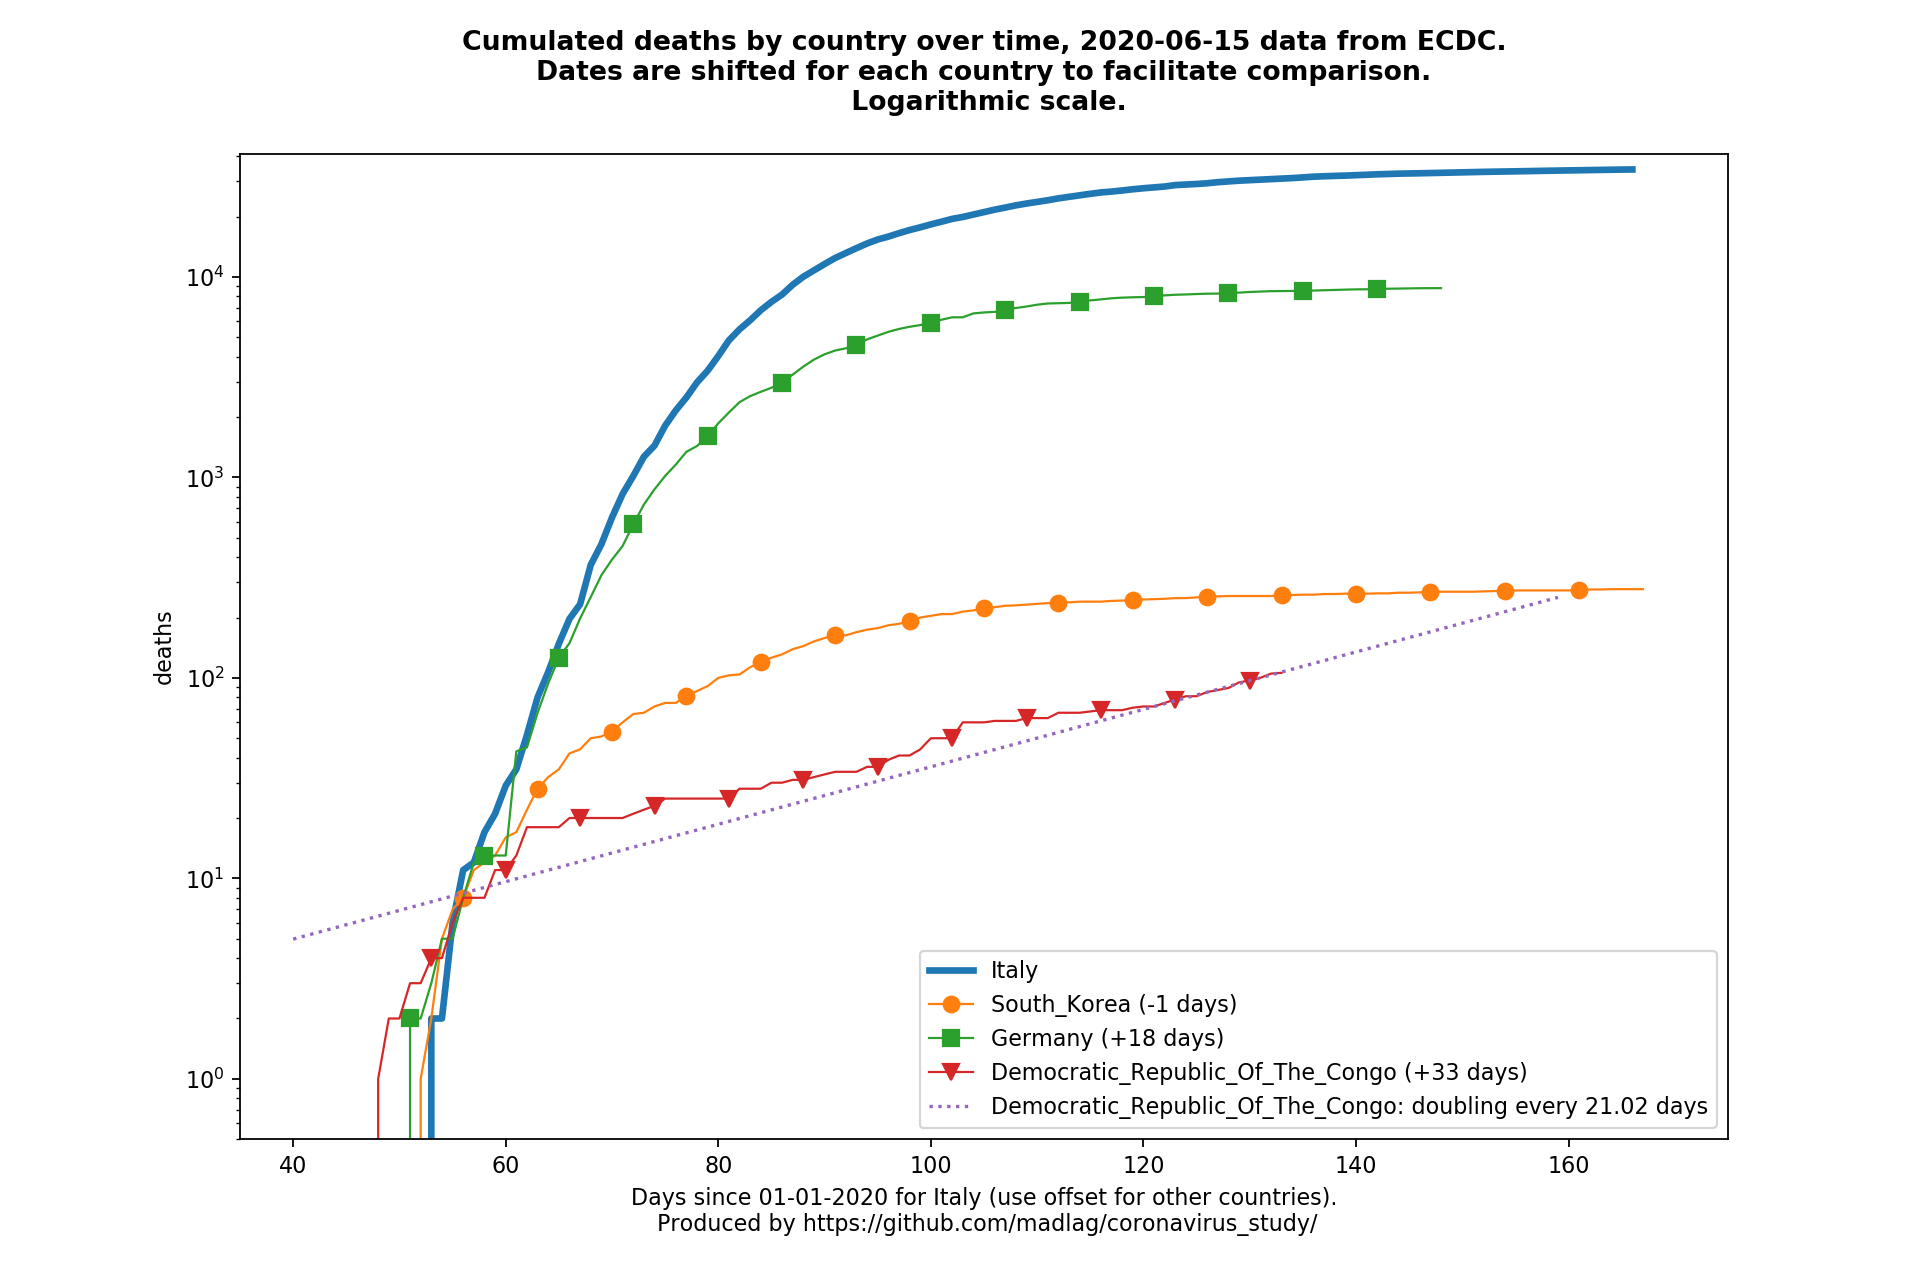 Cumulated deaths by country over time, 2020-06-15 data from ECDC.
Dates are shifted for each country to facilitate comparison.
Logarithmic scale.
deaths
10^4
10^3
10^2
10^1
10^0
40 60 80 100 120 140 160
Italy
South_Korea (-1 days)
Germany (+18 days)
Democratic_Republic_Of_The_Congo (+33 days)
Democratic_Republic_Of_The_Congo: doubling every 21.02 days
Days since 01-01-2020 for Italy (use offset for other countries).
Produced by https://github.com/madlag/coronavirus_study/